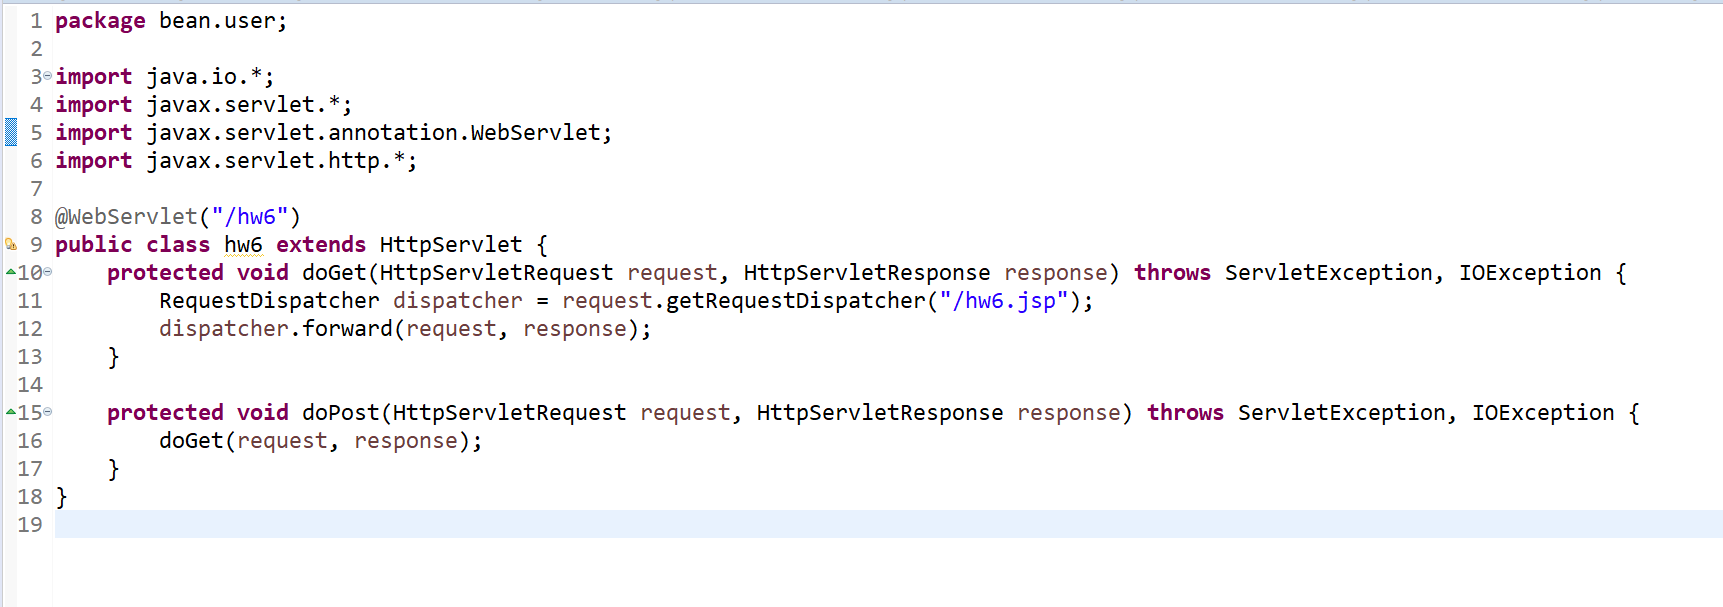 1 package bean.user;
2
3 import java.io.*;
4 import javax.servlet.*;
5 import javax.servlet.annotation.WebServlet;
6 import javax.servlet.http.*;
7
8 @WebServlet("/hw6")
9 public class hw6 extends HttpServlet {
10     protected void doGet(HttpServletRequest request, HttpServletResponse response) throws ServletException, IOException {
11         RequestDispatcher dispatcher = request.getRequestDispatcher("/hw6.jsp");
12         dispatcher.forward(request, response);
13     }
14
15     protected void doPost(HttpServletRequest request, HttpServletResponse response) throws ServletException, IOException {
16         doGet(request, response);
17     }
18 }
19